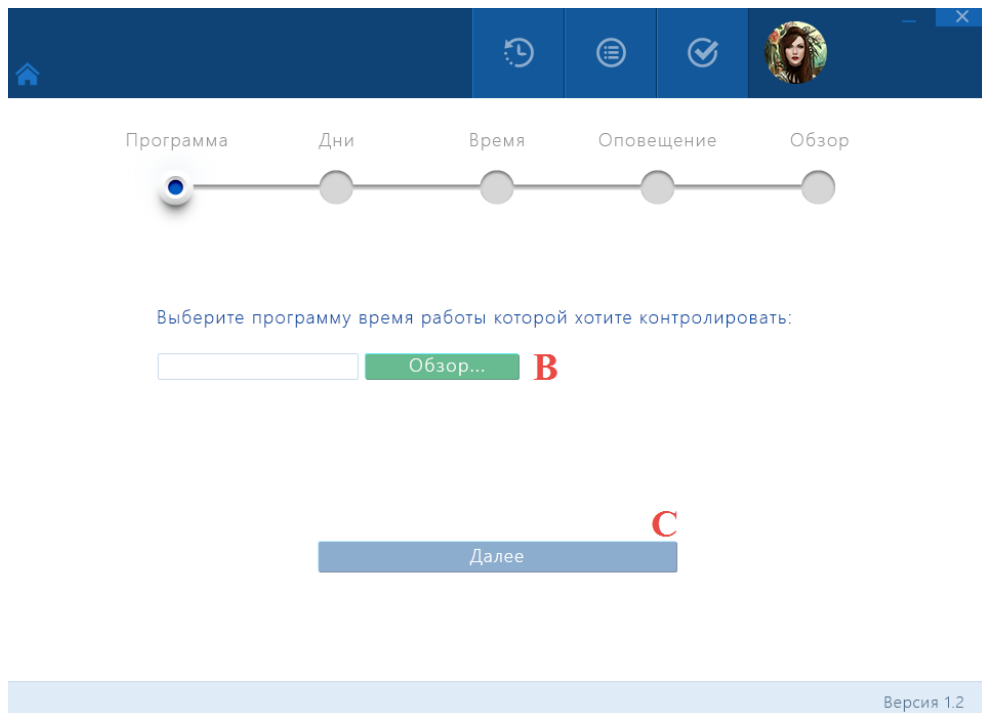 Программа Дни Время Оповещение Обзор
Выберите программу время работы которой хотите контролировать:
Обзор... B
C
Далее
Версия 1.2